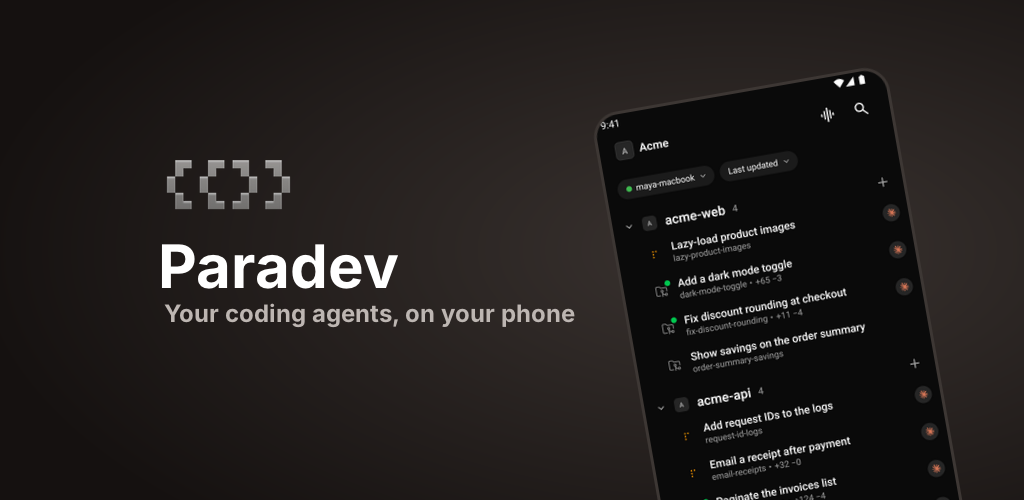 {()}
Paradev
Your coding agents, on your phone
9:41
A Acme
maya-macbook
Last updated
A acme-web 4
Lazy-load product images
lazy-product-images
Add a dark mode toggle
dark-mode-toggle • +65 −3
Fix discount rounding at checkout
fix-discount-rounding • +11 −4
Show savings on the order summary
order-summary-savings
A acme-api 4
Add request IDs to the logs
request-id-logs
Email a receipt after payment
email-receipts • +32 −0
Paginate the invoices list
+124 −4